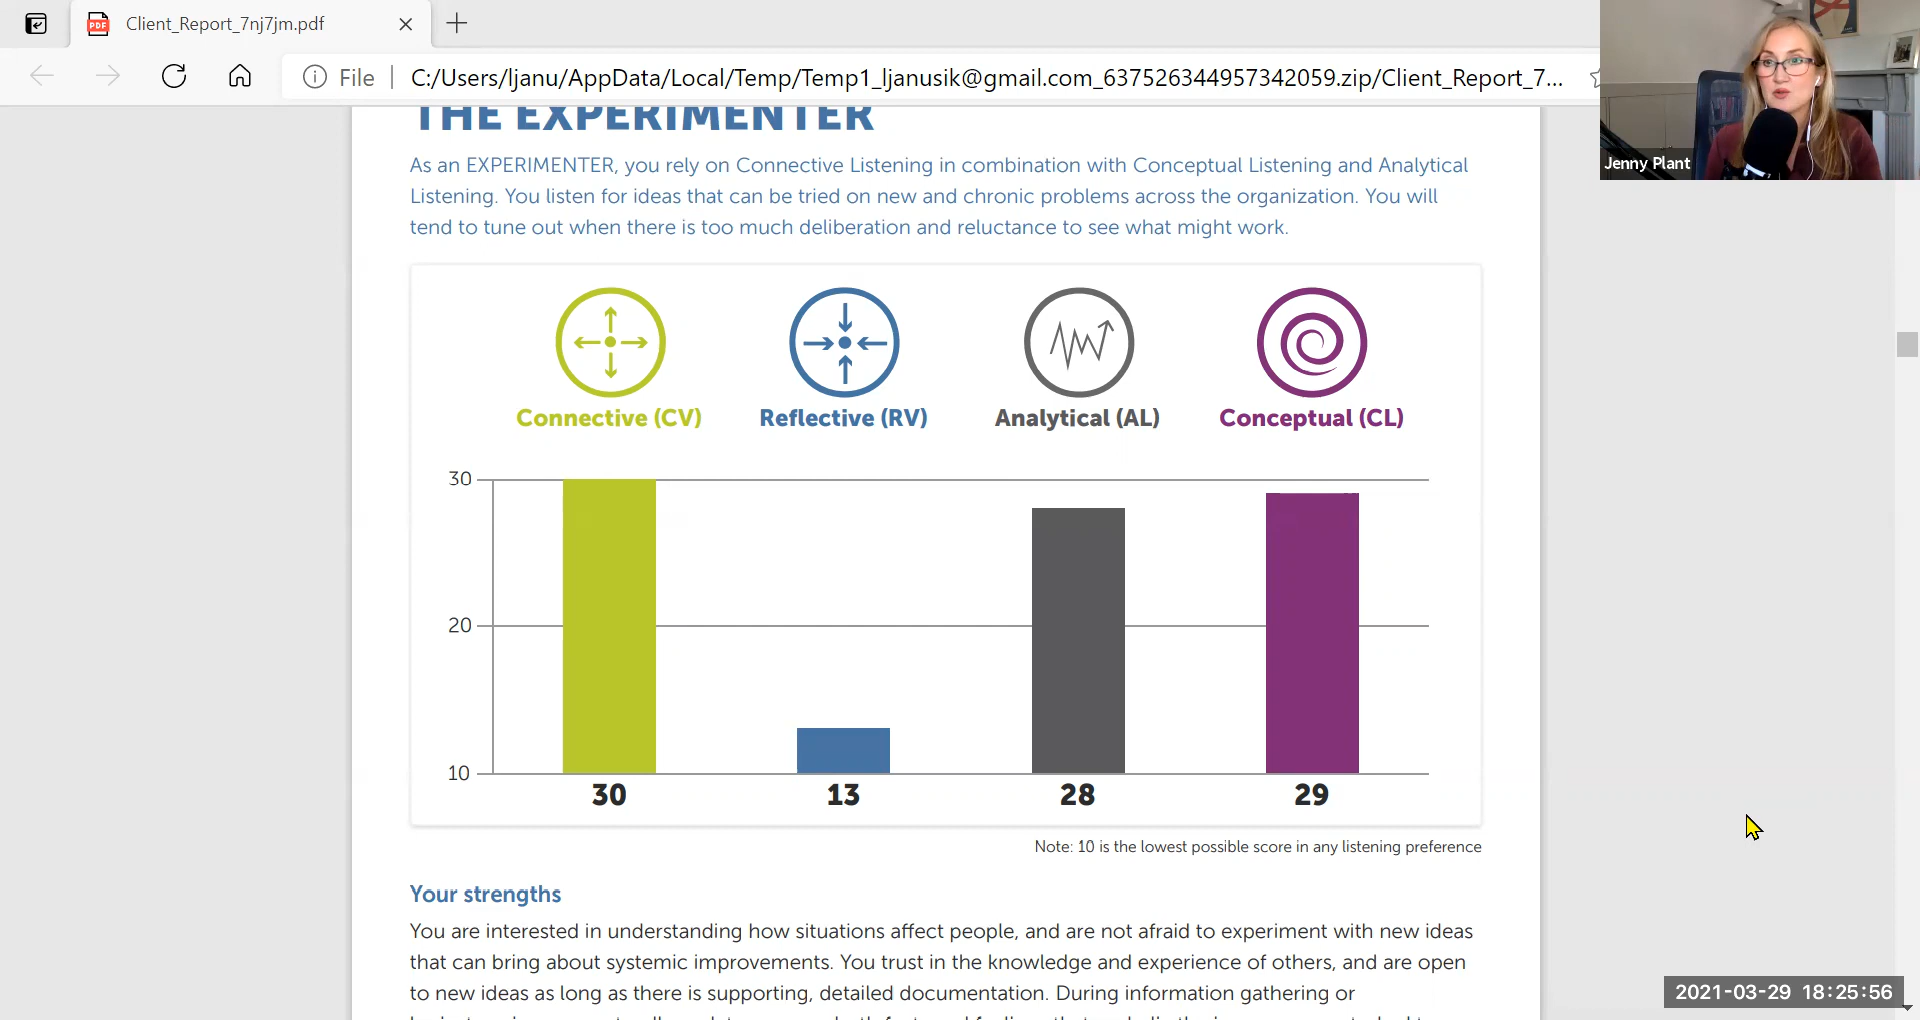 Client_Report_7nj7jm.pdf
File
C:/Users/ljanu/AppData/Local/Temp/Temp1_ljanusik@gmail.com_637526344957342059.zip/Client_Report_7...
Jenny Plant
THE EXPERIMENTER
As an EXPERIMENTER, you rely on Connective Listening in combination with Conceptual Listening and Analytical
Listening. You listen for ideas that can be tried on new and chronic problems across the organization. You will
tend to tune out when there is too much deliberation and reluctance to see what might work.
Connective (CV) Reflective (RV) Analytical (AL) Conceptual (CL)
30
20
10
30 13 28 29
Note: 10 is the lowest possible score in any listening preference
Your strengths
You are interested in understanding how situations affect people, and are not afraid to experiment with new ideas
that can bring about systemic improvements. You trust in the knowledge and experience of others, and are open
to new ideas as long as there is supporting, detailed documentation. During information gathering or
2021-03-29 18:25:56